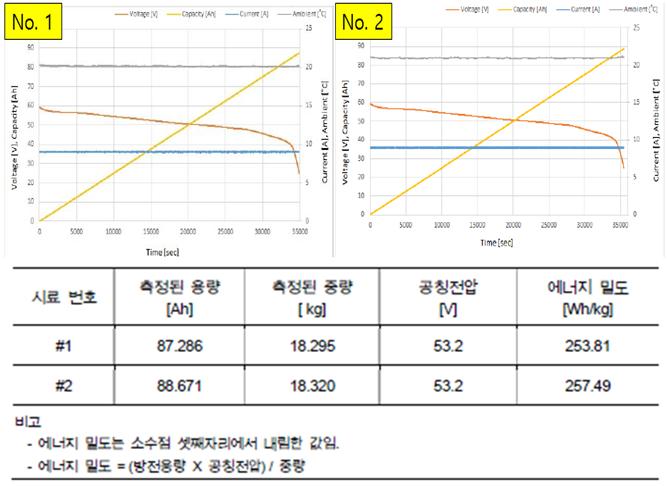 No. 1
Voltage [V] Capacity [Ah] Current [A] Ambient [°C]
90
80
70
60
50
40
30
20
10
0
25
20
15
10
5
0
0 5000 10000 15000 20000 25000 30000 35000
Voltage [V], Capacity [Ah]
Current [A], Ambient [°C]
Time [sec]
No. 2
Voltage [V] Capacity [Ah] Current [A] Ambient [°C]
90
80
70
60
50
40
30
20
10
0
25
20
15
10
5
0
0 5000 10000 15000 20000 25000 30000 35000
Voltage [V], Capacity [Ah]
Current [A], Ambient [°C]
Time [sec]
시료 번호 측정된 용량 [Ah] 측정된 중량 [kg] 공칭전압 [V] 에너지 밀도 [Wh/kg]
#1 87.286 18.295 53.2 253.81
#2 88.671 18.320 53.2 257.49
비고
- 에너지 밀도는 소수점 셋째자리에서 내림한 값임.
- 에너지 밀도 = (방전용량 X 공칭전압) / 중량